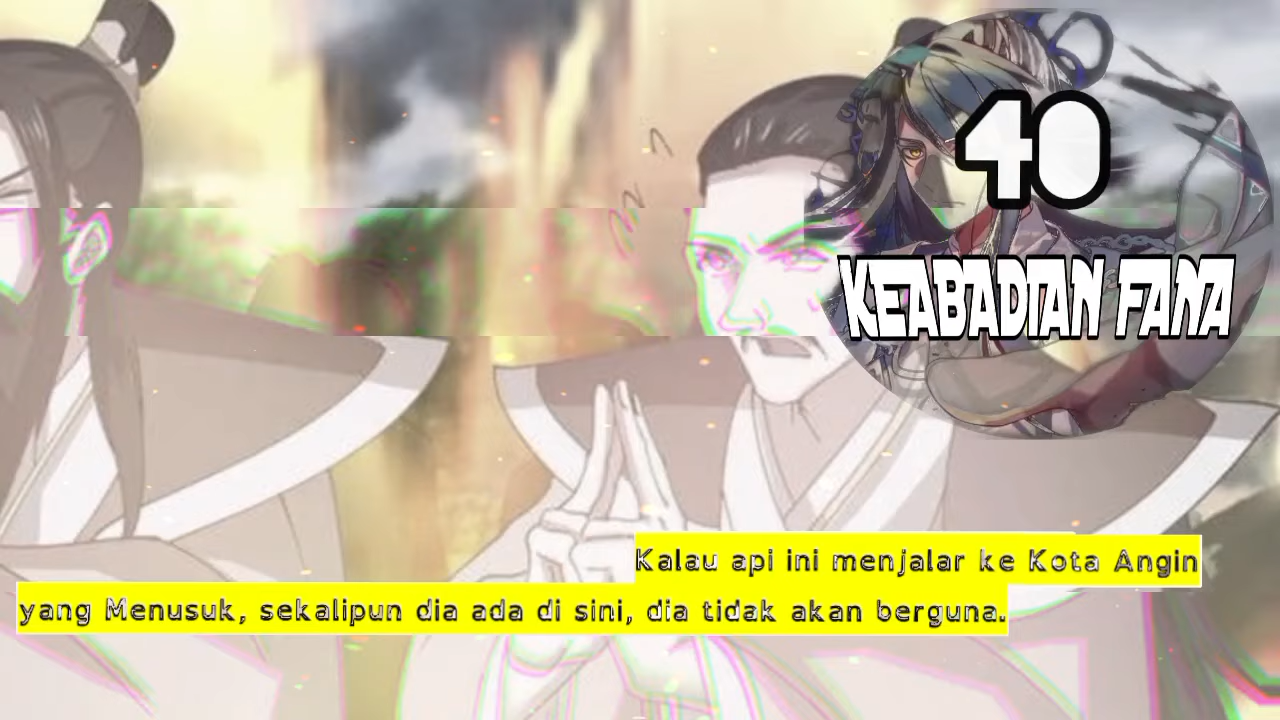 40
KEABADIAN FANA
Kalau api ini menjalar ke Kota Angin
yang Menusuk, sekalipun dia ada di sini, dia tidak akan berguna.